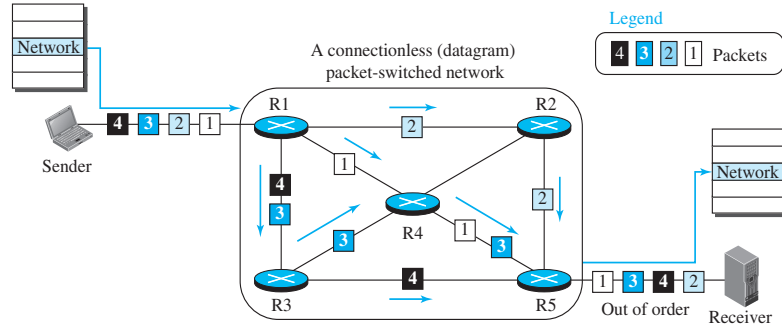 Legend
4 3 2 1 Packets
Network
A connectionless (datagram)
packet-switched network
R1
R2
4 3 2 1
2
Sender
1
4
3
2
Network
R4
3
1
3
4
R3
R5
1 3 4 2
Out of order
Receiver